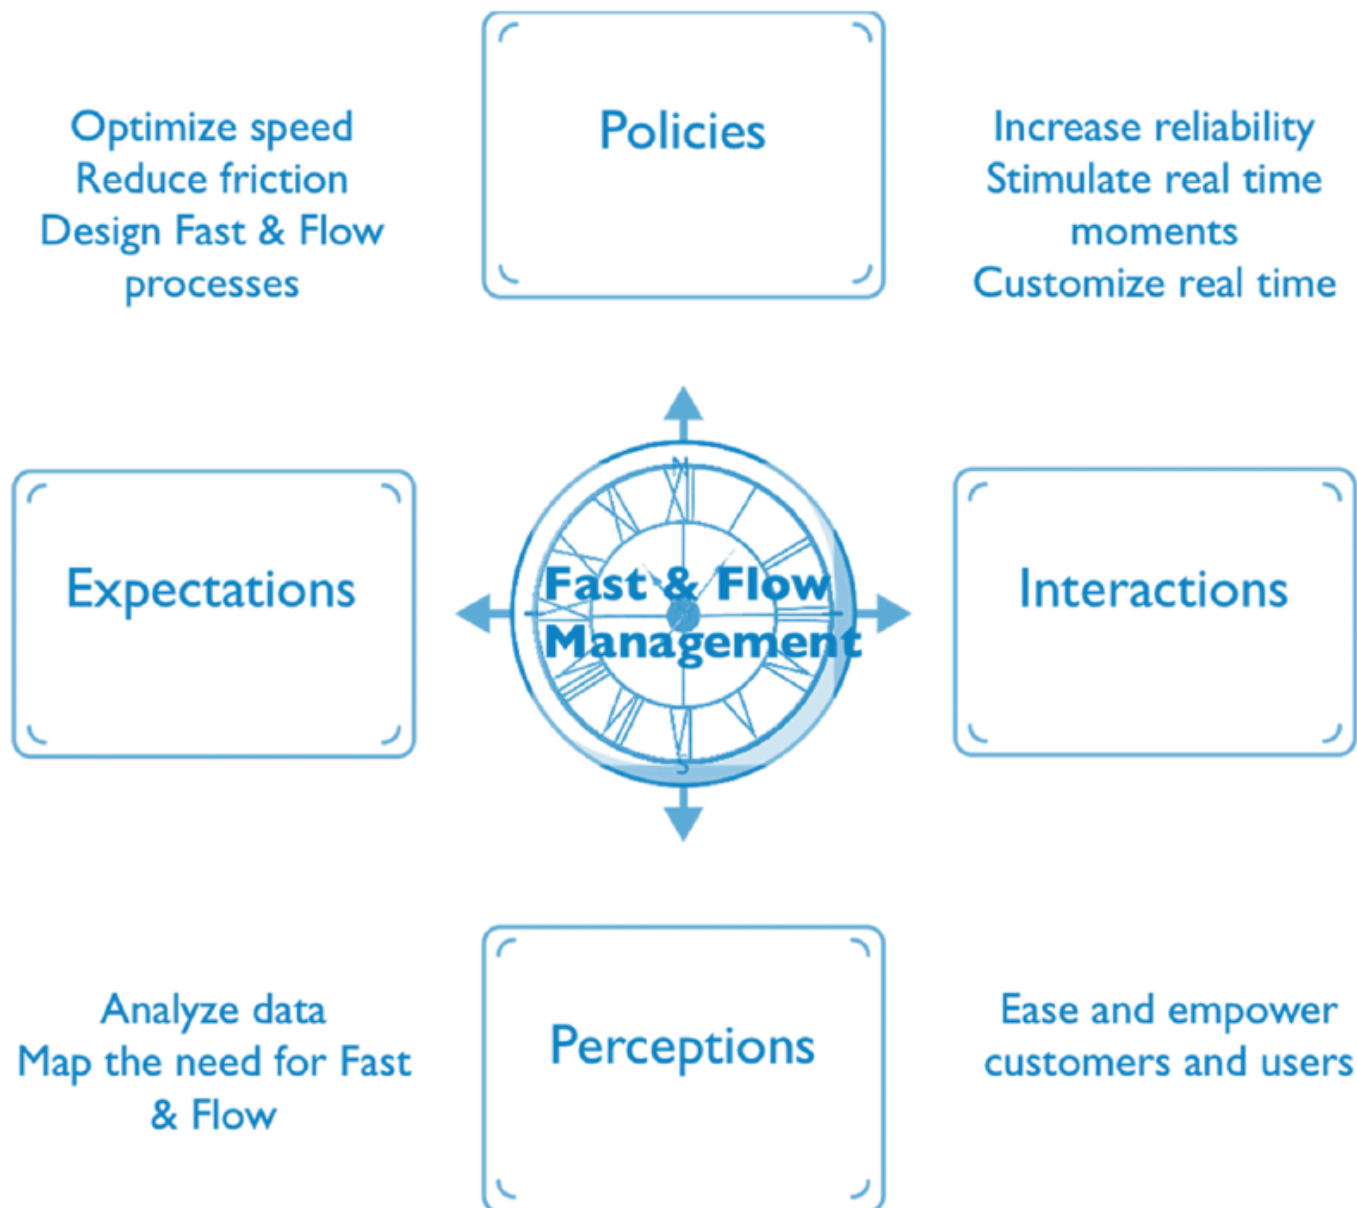 Policies
Optimize speed
Reduce friction
Design Fast & Flow
processes
Increase reliability
Stimulate real time
moments
Customize real time
N
Expectations
Fast & Flow
Management
Interactions
S
Analyze data
Map the need for Fast
& Flow
Perceptions
Ease and empower
customers and users